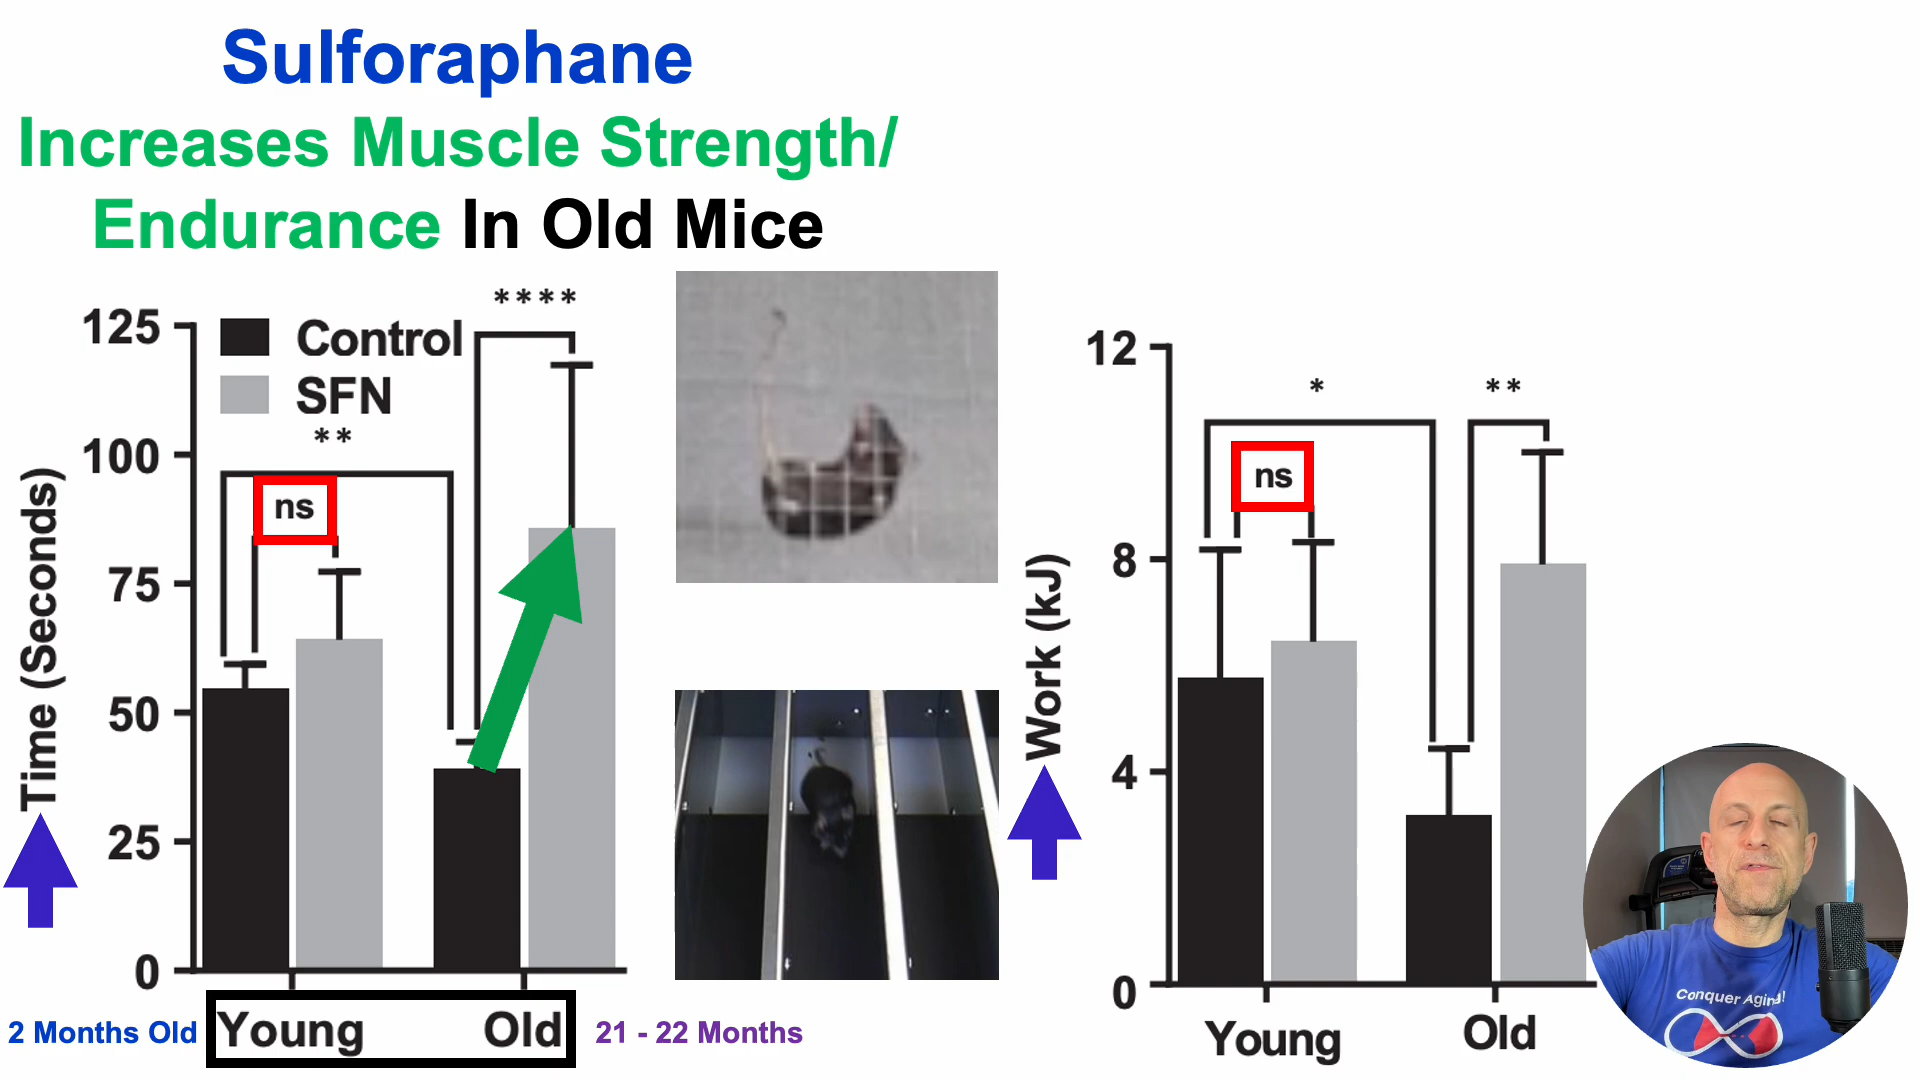 Sulforaphane
Increases Muscle Strength/
Endurance In Old Mice
****
125
Control
SFN
**
100
ns
75
50
25
0
Time (Seconds)
2 Months Old
Young
Old
21 - 22 Months
12
*
**
ns
8
4
0
Work (kJ)
Young
Old
Conquer Aging!